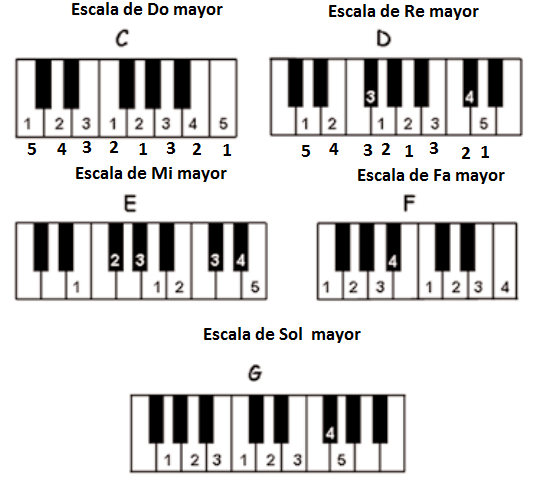 Escala de Do mayor
C
1 2 3 1 2 3 4 5
5 4 3 2 1 3 2 1
Escala de Re mayor
D
3 4
1 2 1 2 3 5
5 4 3 2 1 3 2 1
Escala de Mi mayor
E
2 3 3 4
1 1 2 5
Escala de Fa mayor
F
4
1 2 3 1 2 3 4
Escala de Sol mayor
G
4
1 2 3 1 2 3 5